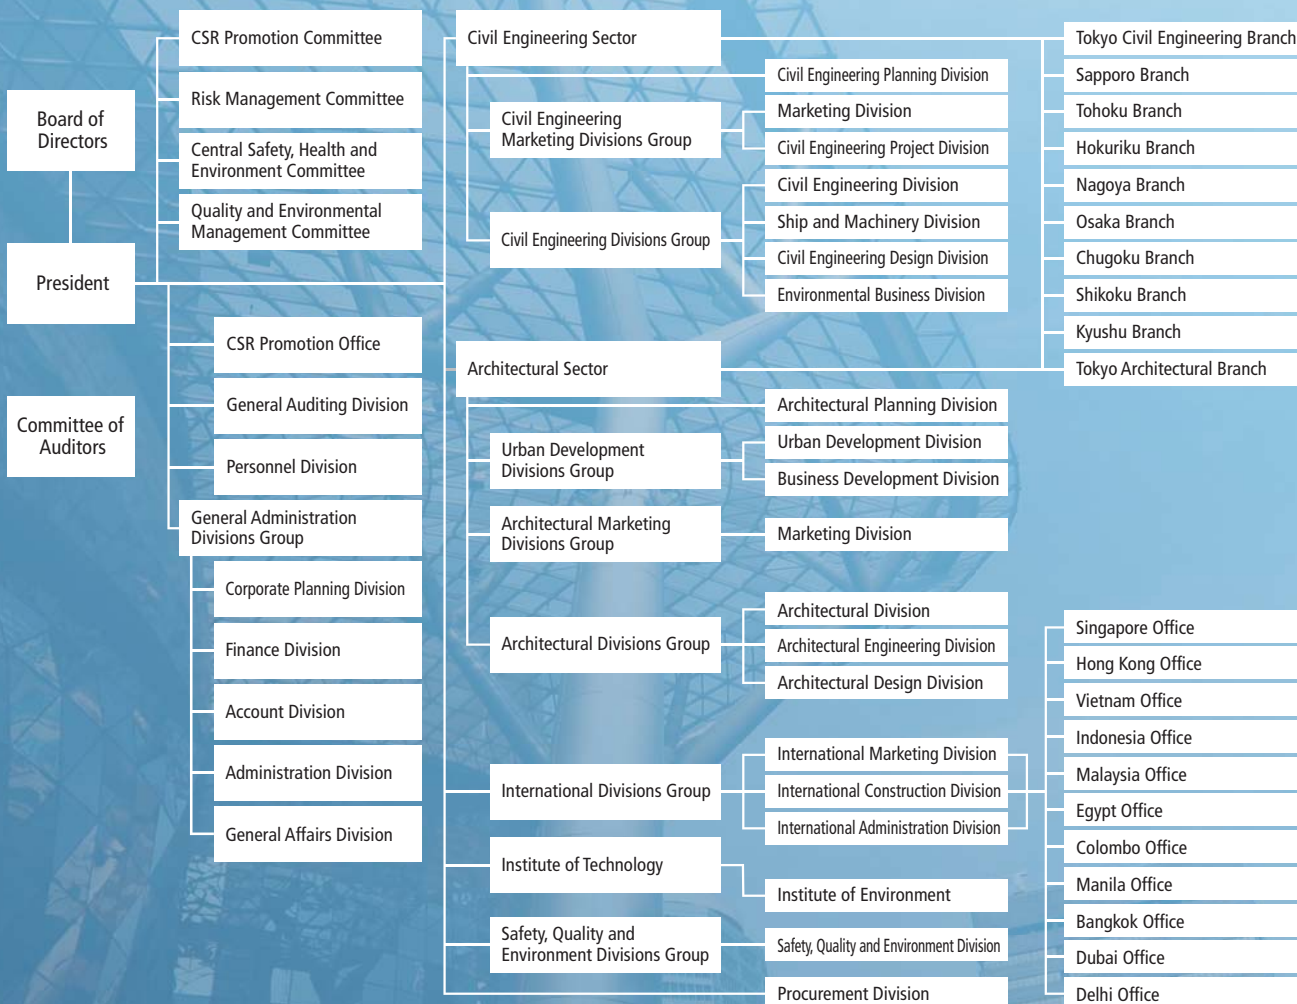 Board of
Directors
President
Committee of
Auditors
CSR Promotion Committee
Risk Management Committee
Central Safety, Health and
Environment Committee
Quality and Environmental
Management Committee
CSR Promotion Office
General Auditing Division
Personnel Division
General Administration
Divisions Group
Corporate Planning Division
Finance Division
Account Division
Administration Division
General Affairs Division
Civil Engineering Sector
Civil Engineering Planning Division
Civil Engineering
Marketing Divisions Group
Marketing Division
Civil Engineering Project Division
Civil Engineering Divisions Group
Civil Engineering Division
Ship and Machinery Division
Civil Engineering Design Division
Environmental Business Division
Architectural Sector
Architectural Planning Division
Urban Development
Divisions Group
Urban Development Division
Business Development Division
Architectural Marketing
Divisions Group
Marketing Division
Architectural Divisions Group
Architectural Division
Architectural Engineering Division
Architectural Design Division
International Divisions Group
International Marketing Division
International Construction Division
International Administration Division
Institute of Technology
Institute of Environment
Safety, Quality and
Environment Divisions Group
Safety, Quality and Environment Division
Procurement Division
Tokyo Civil Engineering Branch
Sapporo Branch
Tohoku Branch
Hokuriku Branch
Nagoya Branch
Osaka Branch
Chugoku Branch
Shikoku Branch
Kyushu Branch
Tokyo Architectural Branch
Singapore Office
Hong Kong Office
Vietnam Office
Indonesia Office
Malaysia Office
Egypt Office
Colombo Office
Manila Office
Bangkok Office
Dubai Office
Delhi Office